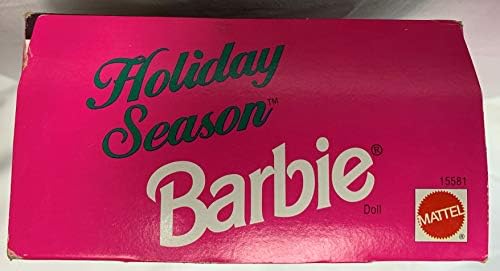 Holiday
Season™
Barbie®
Doll
15581
MATTEL
®